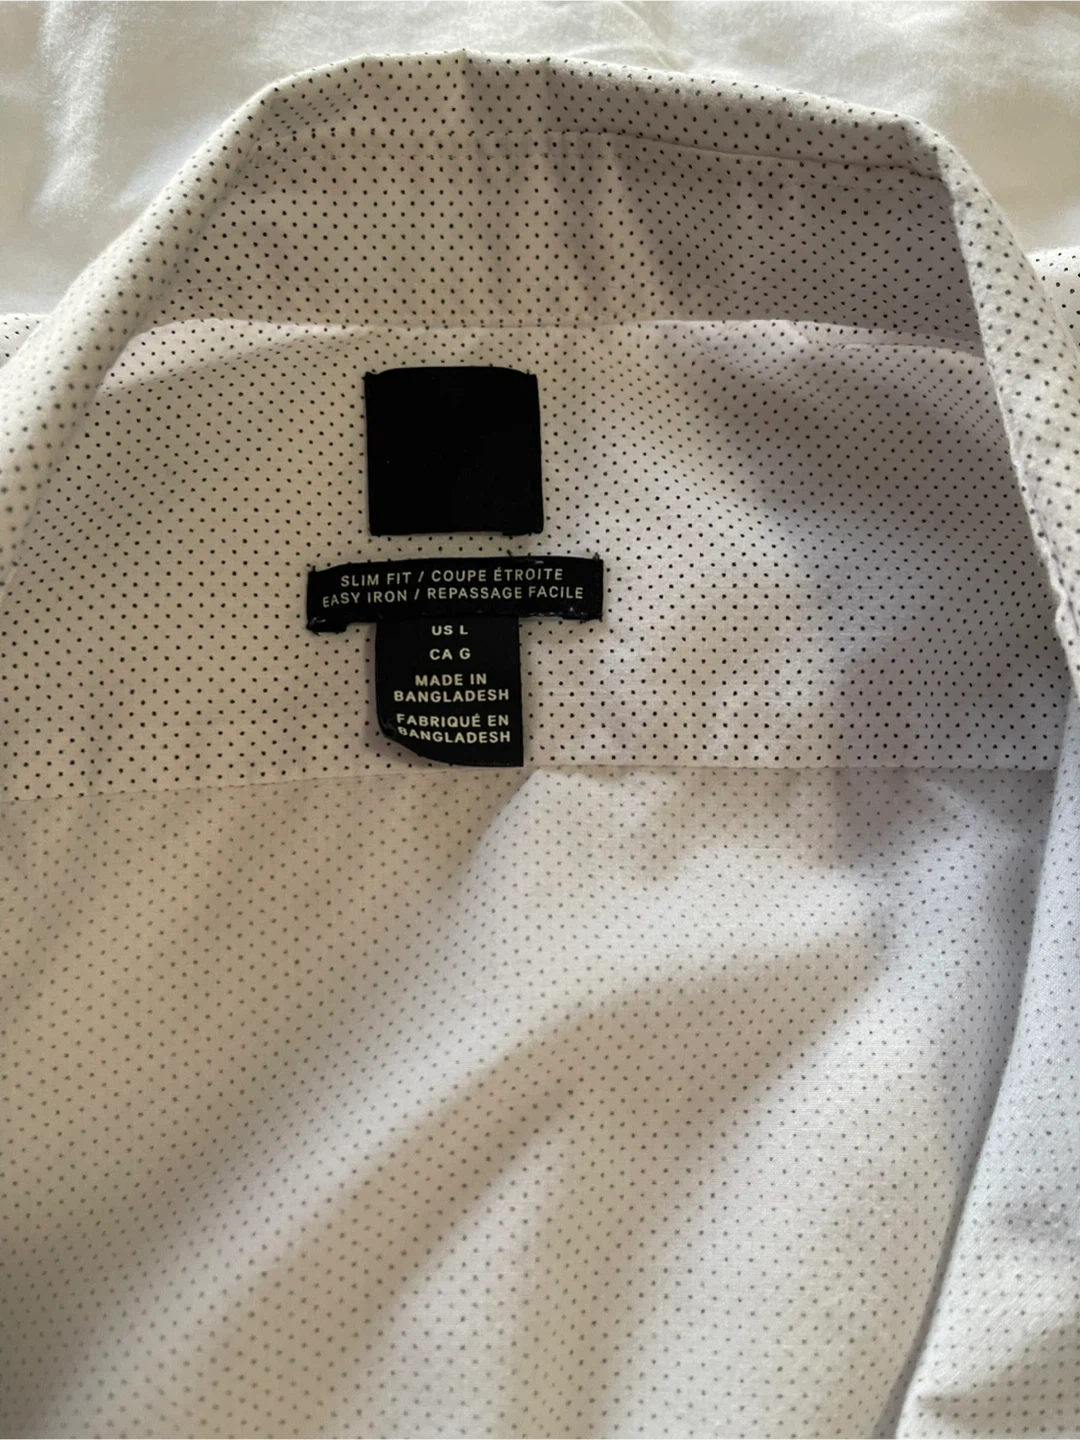 SLIM FIT / COUPE ÉTROITE
EASY IRON / REPASSAGE FACILE
US L
CA G
MADE IN
BANGLADESH
FABRIQUÉ EN
BANGLADESH